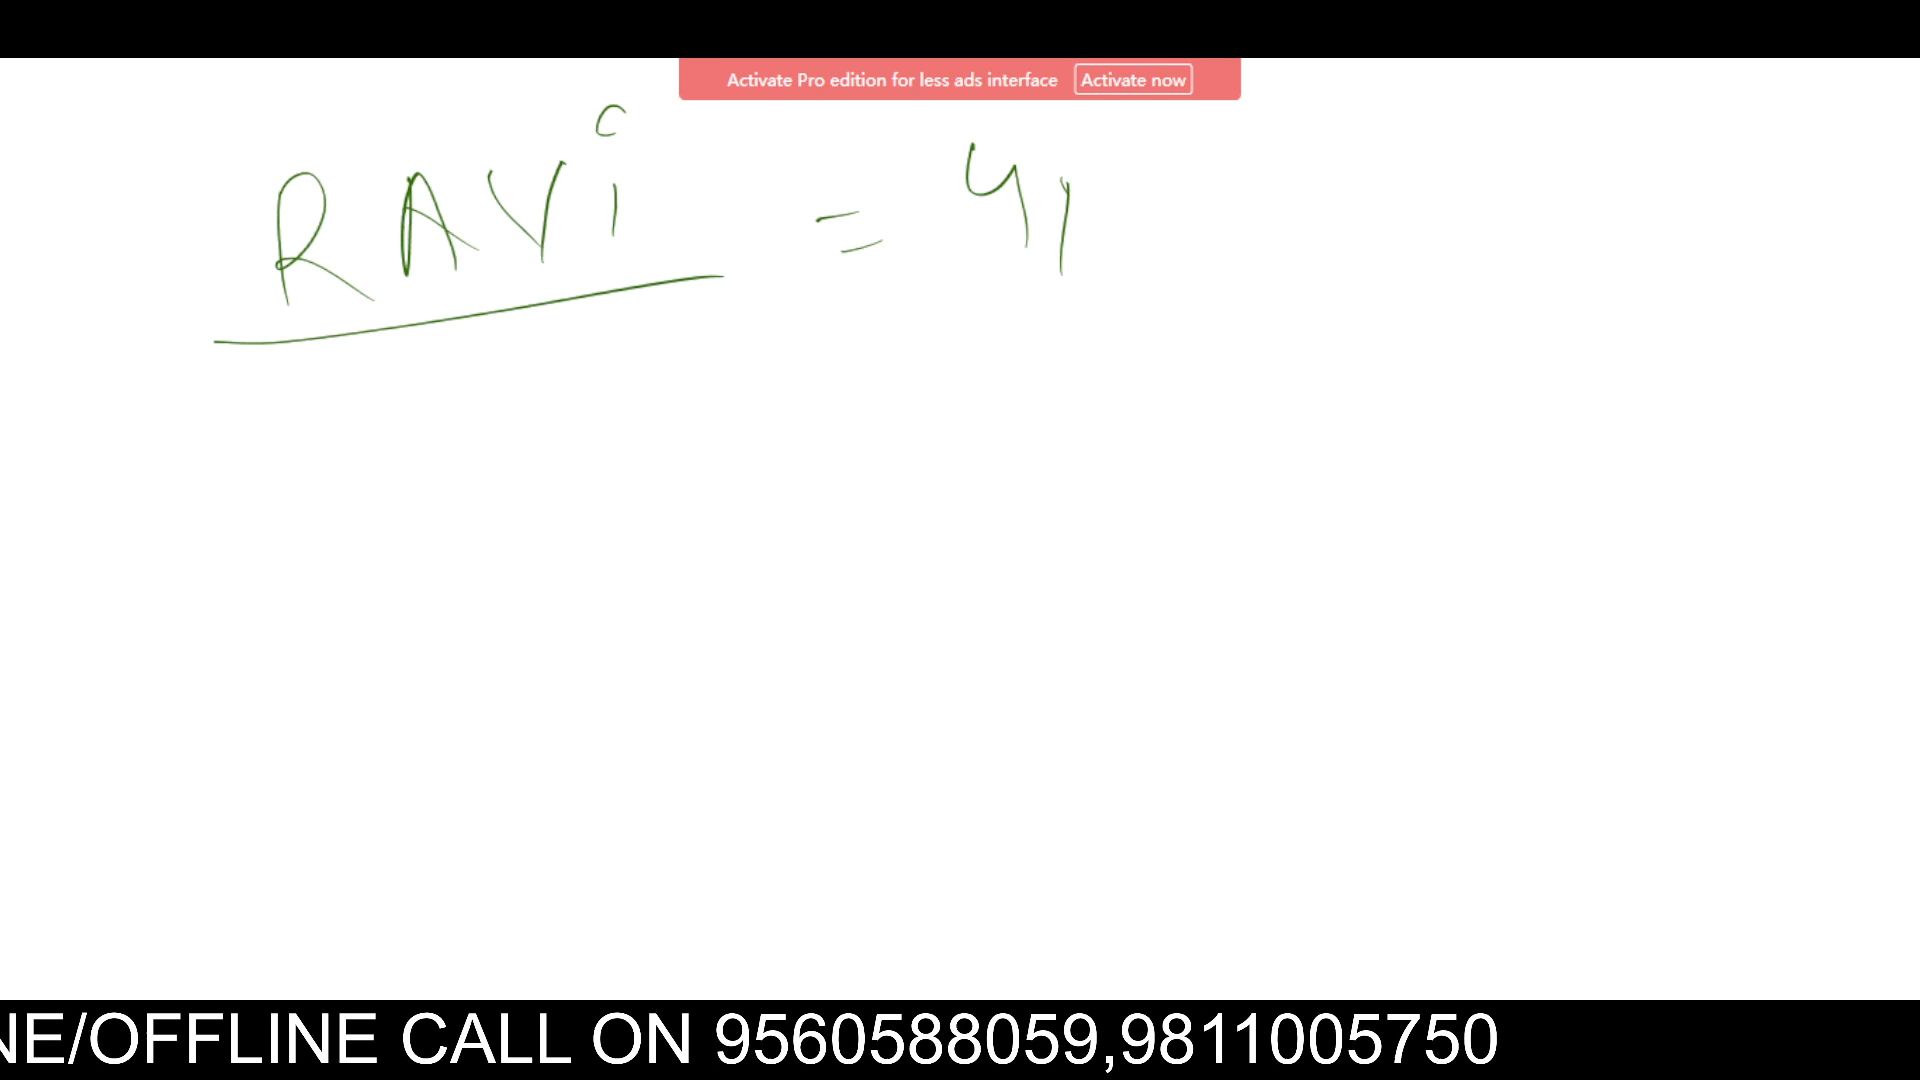 Activate Pro edition for less ads interface Activate now
RAVi = 41
NE/OFFLINE CALL ON 9560588059,9811005750